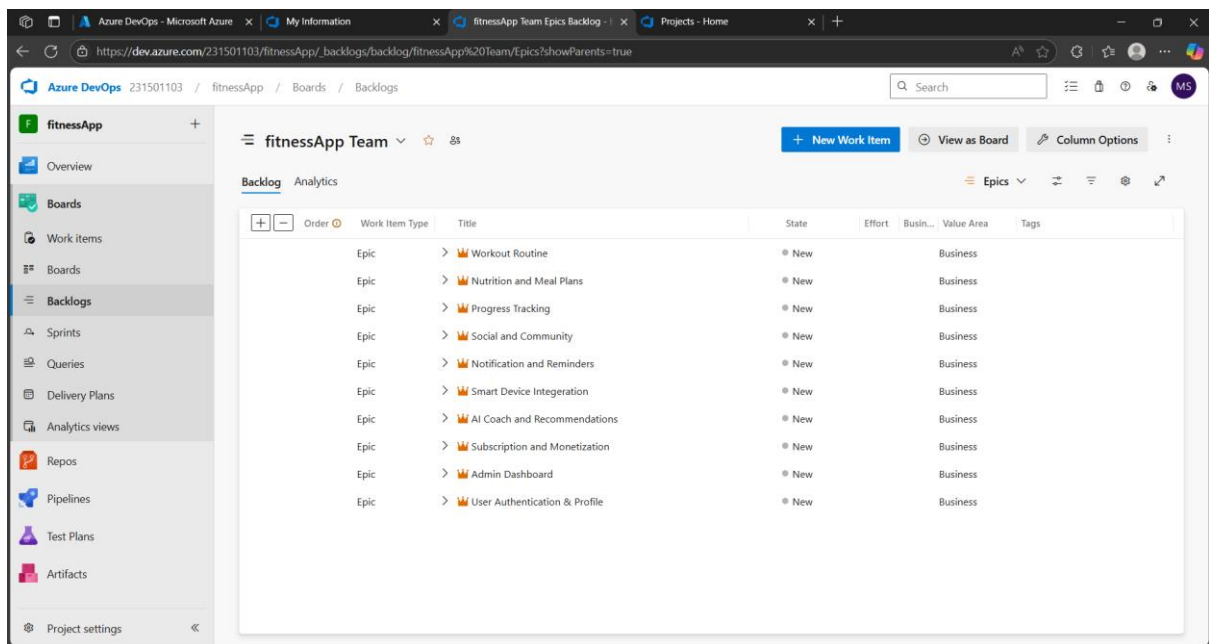 Azure DevOps - Microsoft Azure My Information fitnessApp Team Epics Backlog - Projects - Home
https://dev.azure.com/231501103/fitnessApp/_backlogs/backlog/fitnessApp%20Team/Epics?showParents=true
Azure DevOps 231501103 / fitnessApp / Boards / Backlogs Search MS
F fitnessApp
fitnessApp Team New Work Item View as Board Column Options
Overview
Backlog Analytics Epics
Boards
Order Work Item Type Title State Effort Busin... Value Area Tags
Work items
Epic Workout Routine New Business
Boards
Epic Nutrition and Meal Plans New Business
Backlogs
Epic Progress Tracking New Business
Sprints
Epic Social and Community New Business
Queries
Epic Notification and Reminders New Business
Delivery Plans
Epic Smart Device Integeration New Business
Analytics views
Epic AI Coach and Recommendations New Business
Repos
Epic Subscription and Monetization New Business
Epic Admin Dashboard New Business
Pipelines
Epic User Authentication & Profile New Business
Test Plans
Artifacts
Project settings